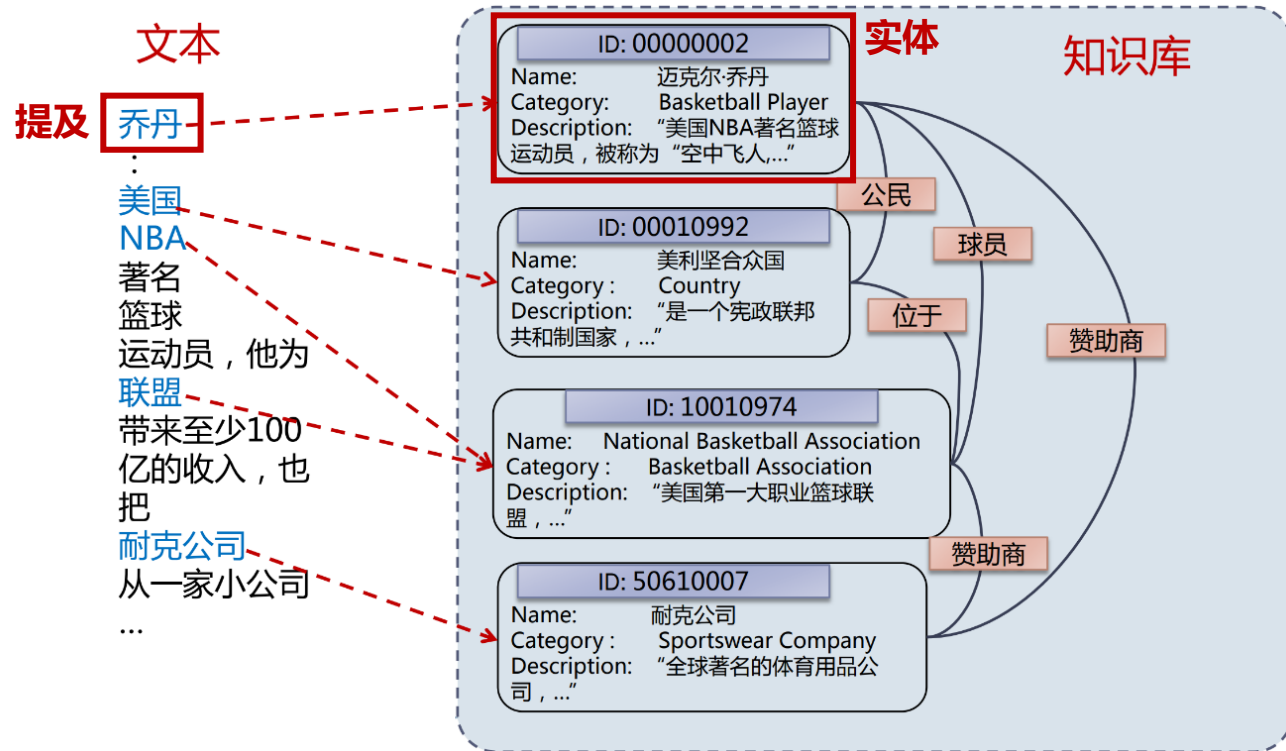 文本
提及
乔丹
:
美国
NBA
著名
篮球
运动员，他为
联盟
带来至少100
亿的收入，也
把
耐克公司
从一家小公司
...
知识库
实体
ID: 00000002
Name: 迈克尔·乔丹
Category: Basketball Player
Description: “美国NBA著名篮球
运动员，被称为“空中飞人,...”
ID: 00010992
Name: 美利坚合众国
Category : Country
Description: “是一个宪政联邦
共和制国家，...”
ID: 10010974
Name: National Basketball Association
Category : Basketball Association
Description: “美国第一大职业篮球联
盟，...”
ID: 50610007
Name: 耐克公司
Category : Sportswear Company
Description: “全球著名的体育用品公
司，...”
公民
球员
位于
赞助商
赞助商